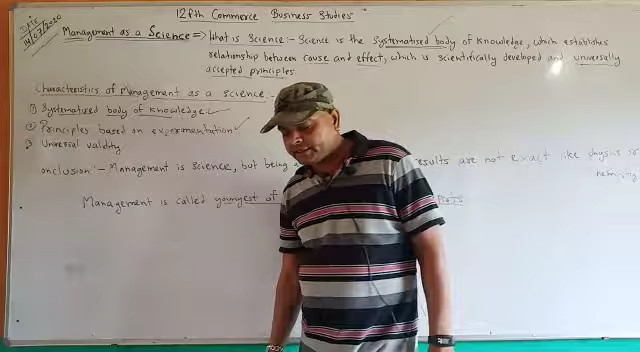 12fth Commerce Business Studies
DATE
14/07/2020
Management as a Science => What is Science :- Science is the systematised body of knowledge, which establishes
relationship between cause and effect, which is scientifically developed and universally
accepted principles.
Characteristics of Management as a science :-
① Systematized body of knowledge.
② Principles based on experimentation
③ Universal validity
onclusion :- Management is Science, but being a results are not exact like physics or
Management is called youngest of